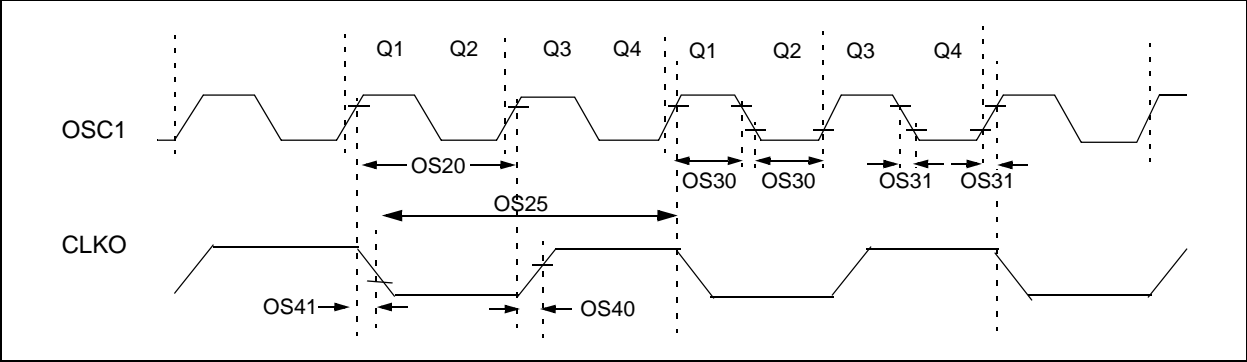 Q1 Q2 Q3 Q4 Q1 Q2 Q3 Q4
OSC1
OS20 OS30 OS30 OS31 OS31
OS25
CLKO
OS41 OS40